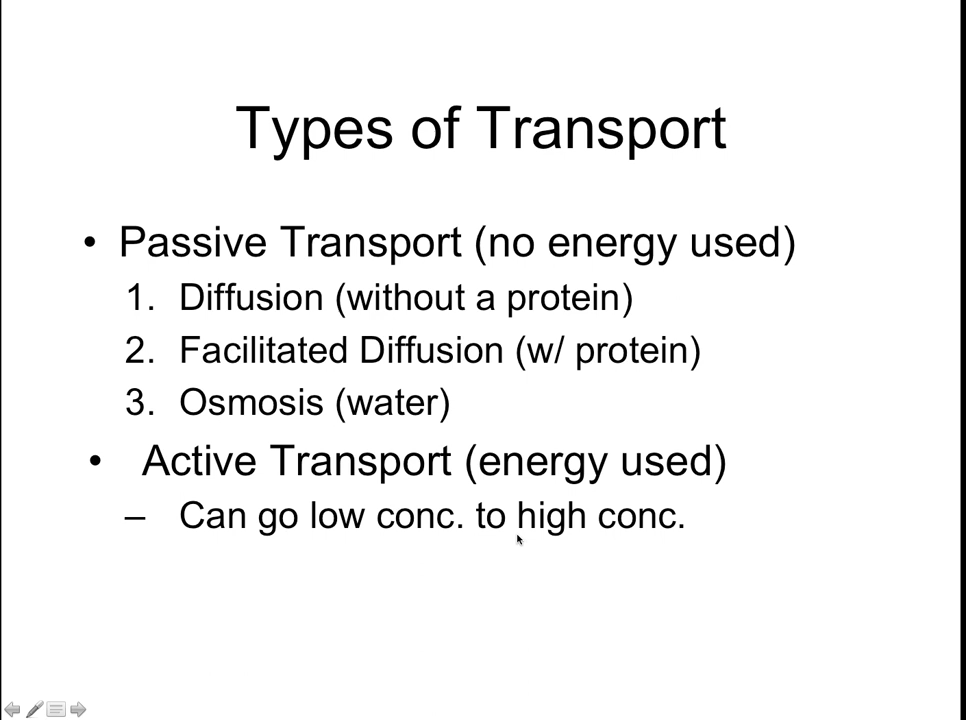 Types of Transport
• Passive Transport (no energy used)
1. Diffusion (without a protein)
2. Facilitated Diffusion (w/ protein)
3. Osmosis (water)
• Active Transport (energy used)
– Can go low conc. to high conc.